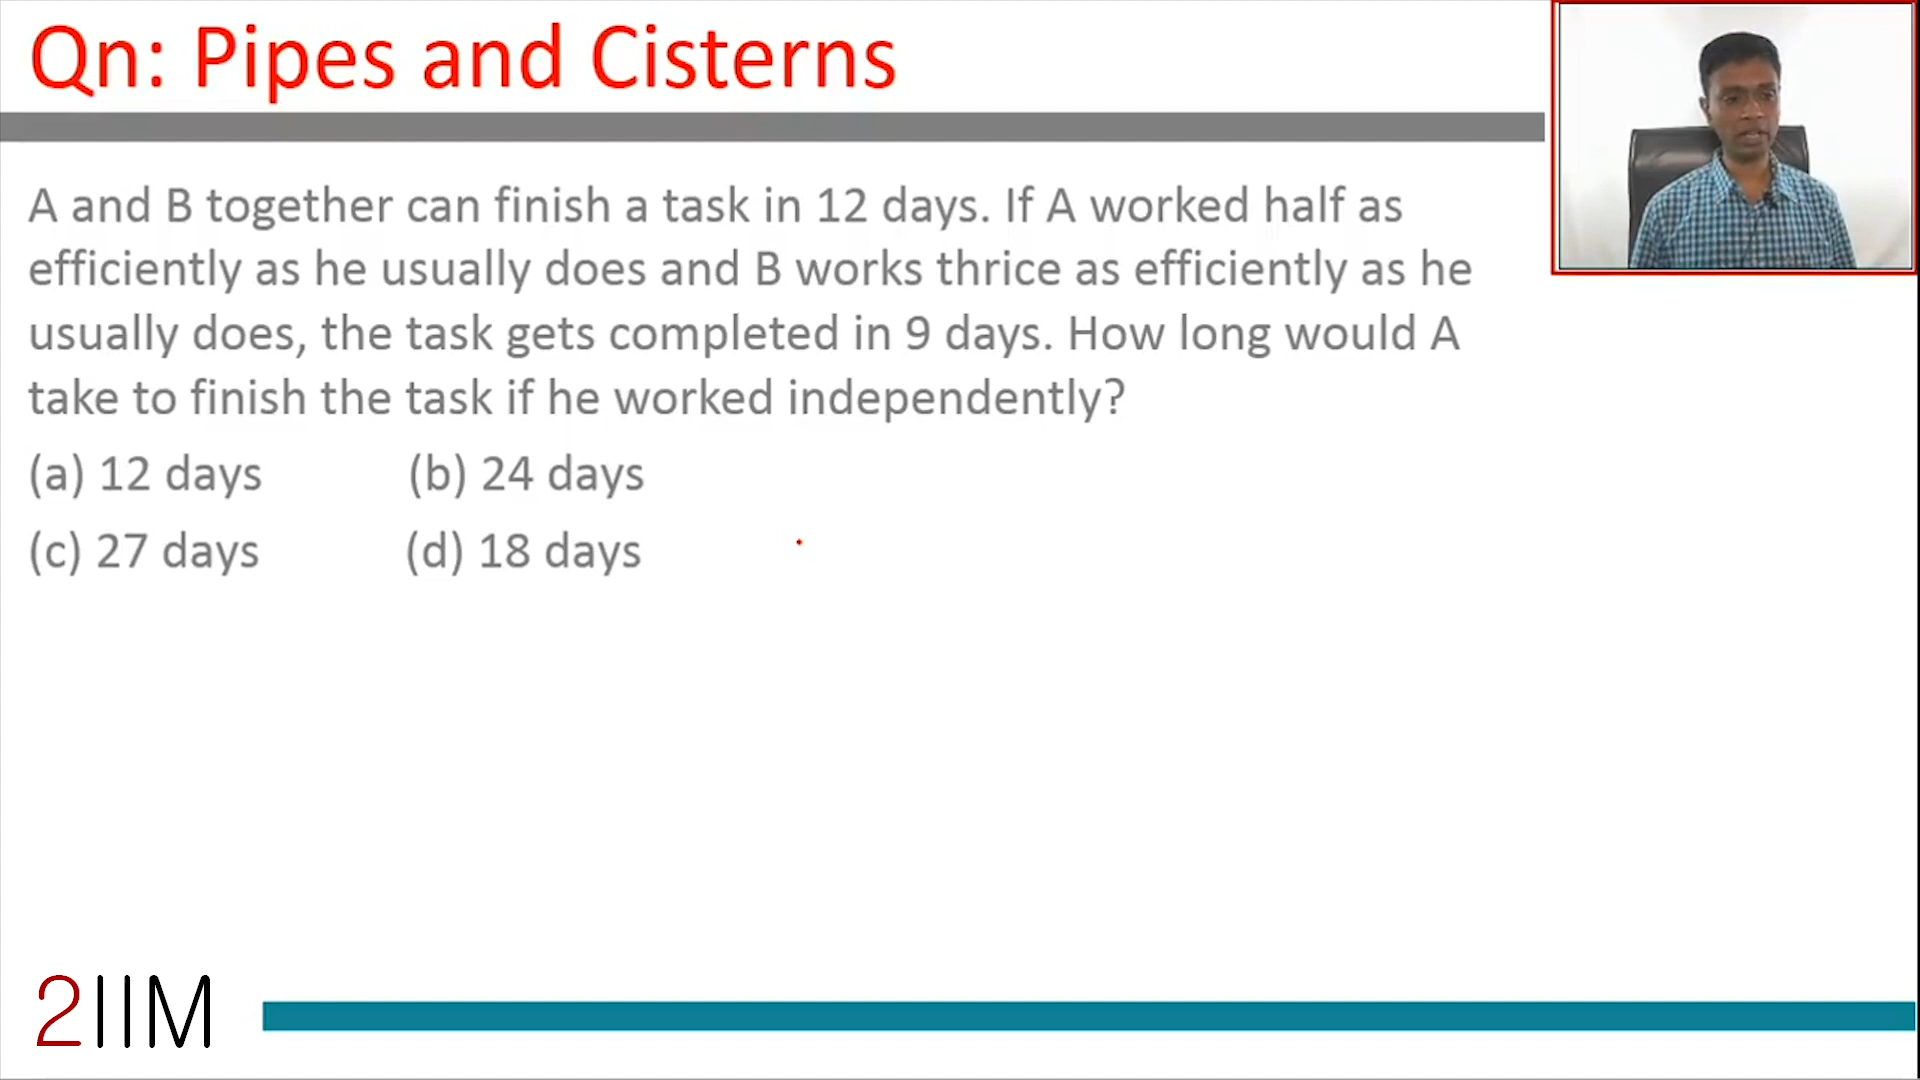 Qn: Pipes and Cisterns
A and B together can finish a task in 12 days. If A worked half as
efficiently as he usually does and B works thrice as efficiently as he
usually does, the task gets completed in 9 days. How long would A
take to finish the task if he worked independently?
(a) 12 days (b) 24 days
(c) 27 days (d) 18 days
2IIM